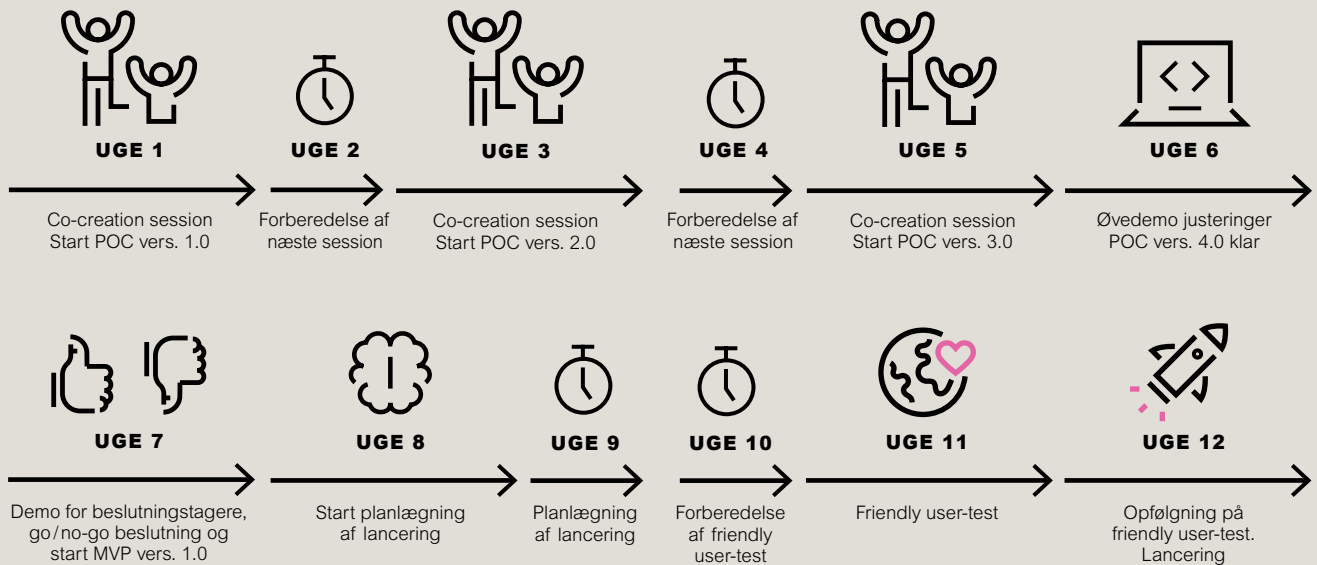 UGE 1
UGE 2
UGE 3
UGE 4
UGE 5
UGE 6
Co-creation session
Start POC vers. 1.0
Forberedelse af
næste session
Co-creation session
Start POC vers. 2.0
Forberedelse af
næste session
Co-creation session
Start POC vers. 3.0
Øvedemo justeringer
POC vers. 4.0 klar
UGE 7
UGE 8
UGE 9
UGE 10
UGE 11
UGE 12
Demo for beslutningstagere,
go/no-go beslutning og
start MVP vers. 1.0
Start planlægning
af lancering
Planlægning
af lancering
Forberedelse
af friendly
user-test
Friendly user-test
Opfølgning på
friendly user-test.
Lancering